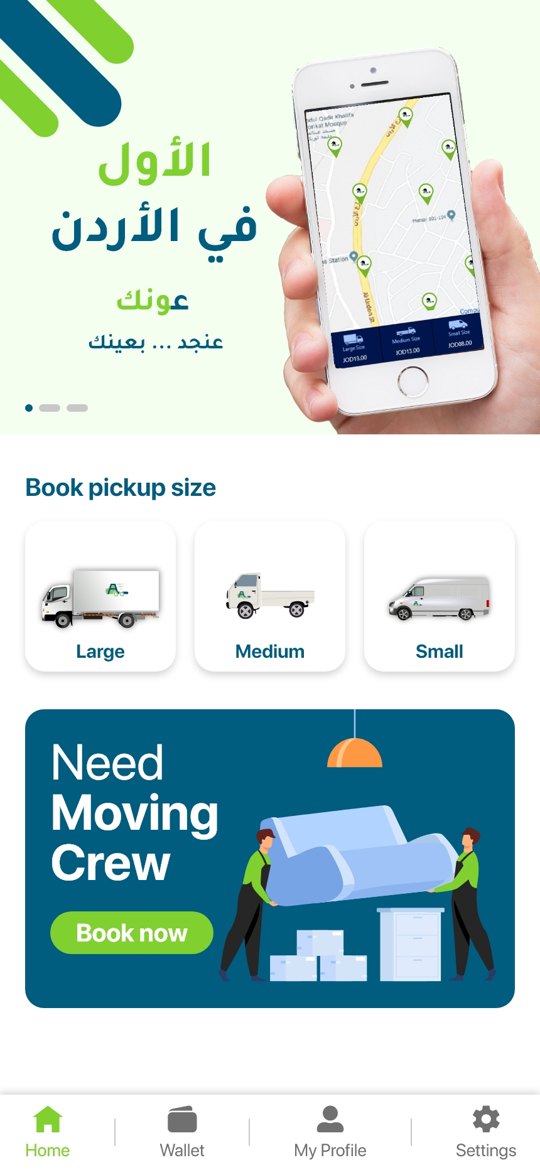 الأول
في الأردن
عونك
عنجد ... بعينك
Large Size
JOD13.00
Medium Size
JOD13.00
Small Size
JOD08.00
Book pickup size
Large
Medium
Small
Need
Moving
Crew
Book now
Home
Wallet
My Profile
Settings